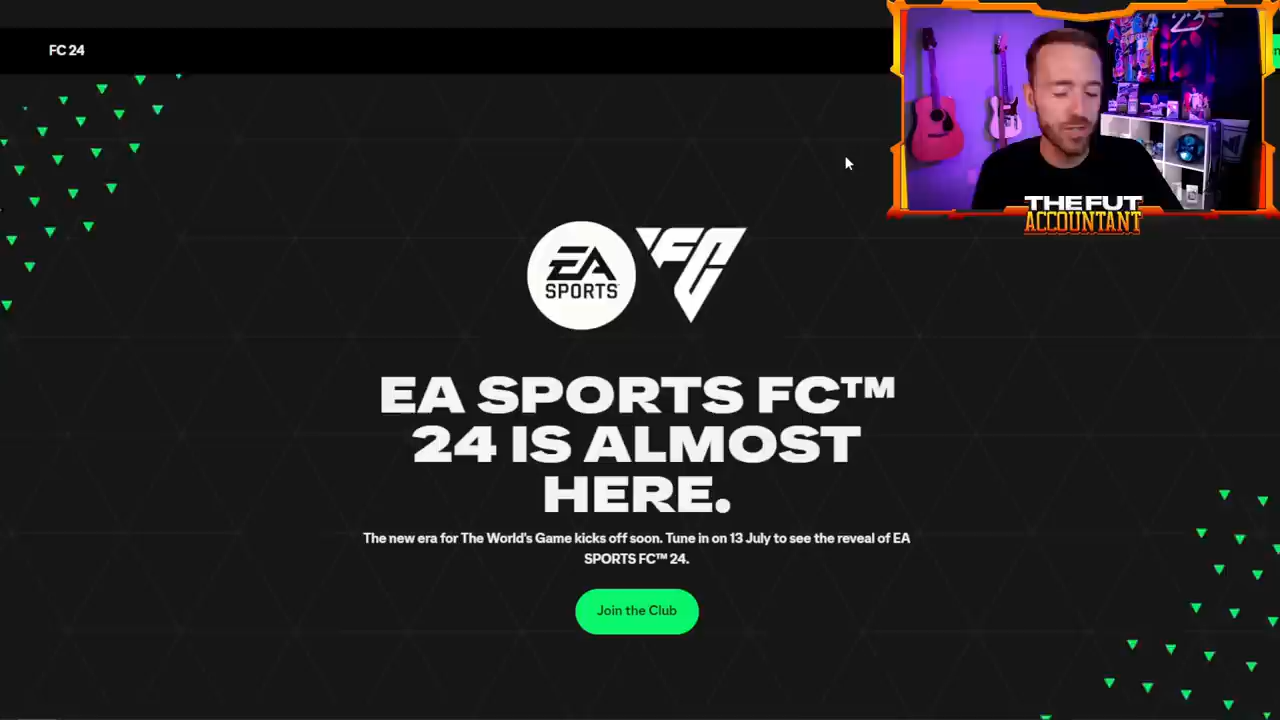 FC 24
THE FUT
ACCOUNTANT
EA
SPORTS
FC
EA SPORTS FC™
24 IS ALMOST
HERE.
The new era for The World's Game kicks off soon. Tune in on 13 July to see the reveal of EA
SPORTS FC™ 24.
Join the Club